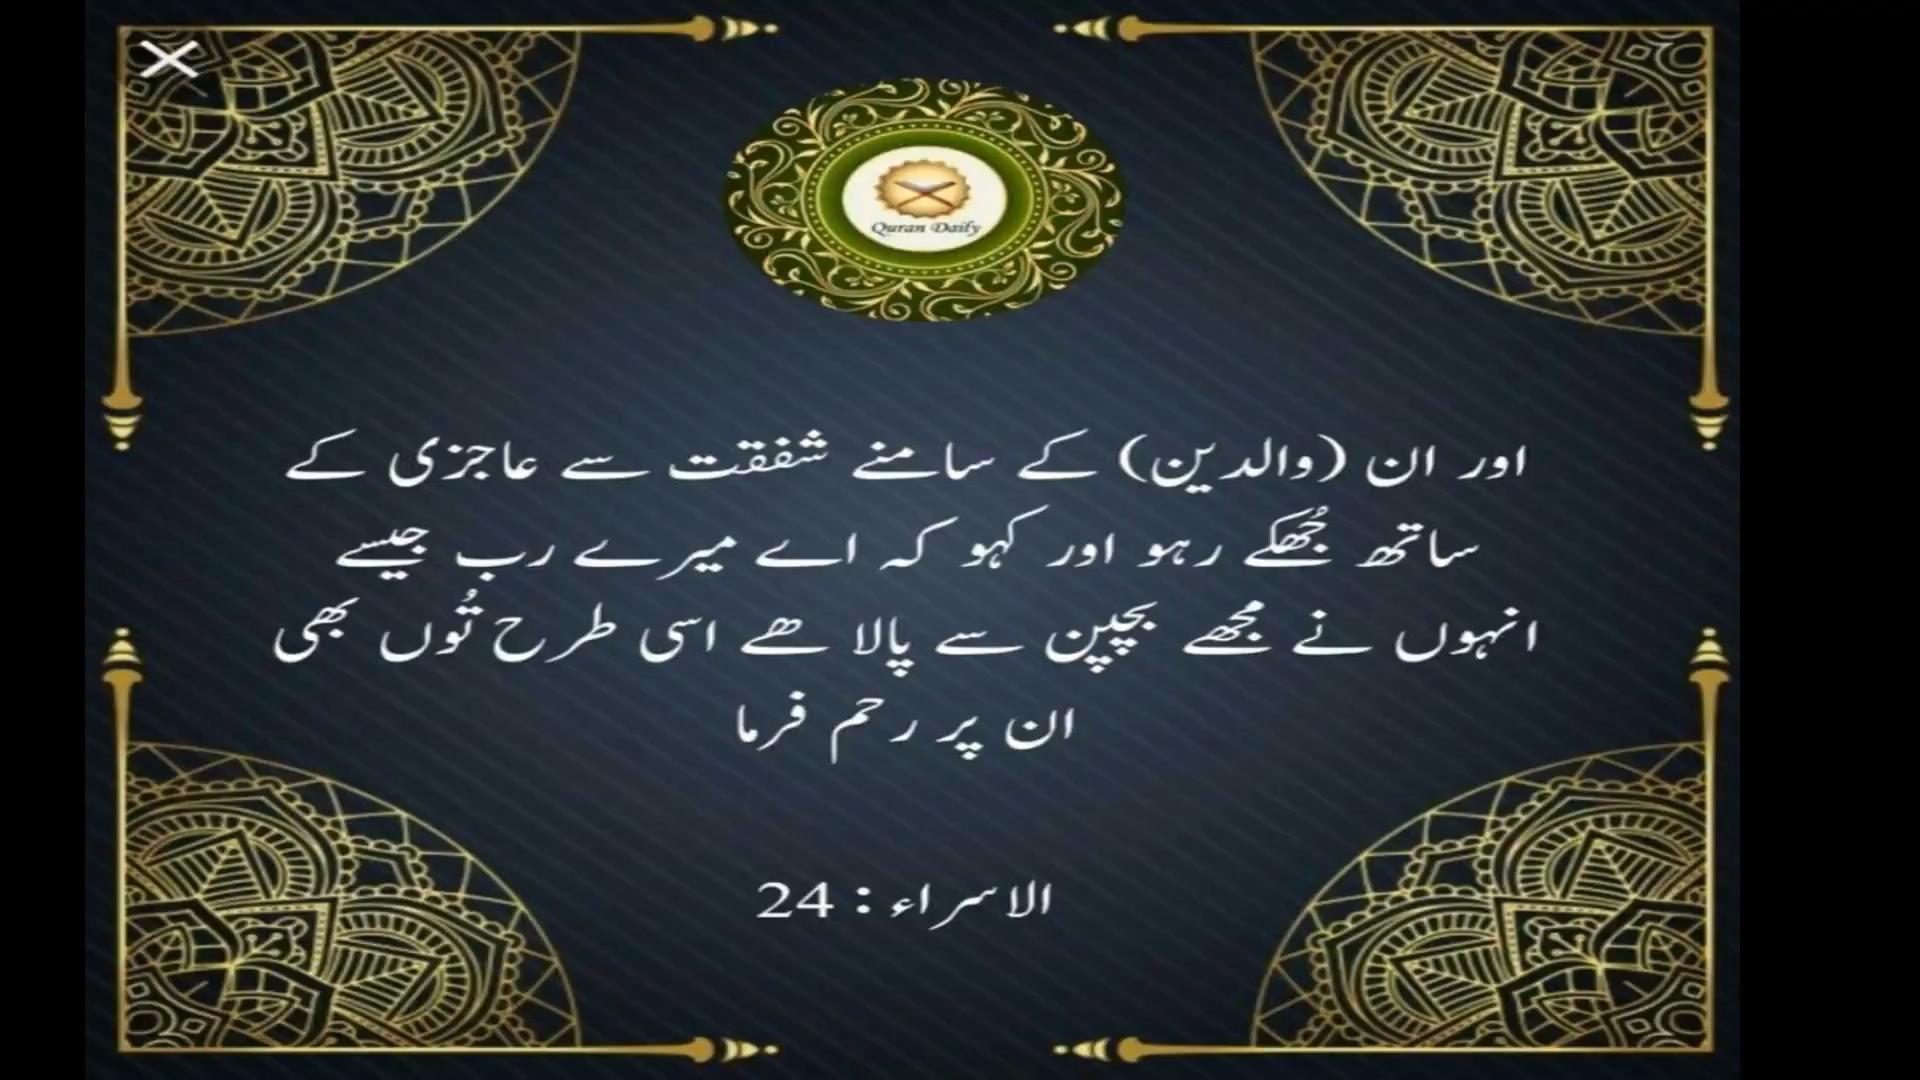 Quran Daily
اور ان (والدین) کے سامنے شفقت سے عاجزی کے
ساتھ جُھکے رہو اور کہو کہ اے میرے رب جیسے
انہوں نے مجھے بچپن سے پالا ھے اسی طرح تُوں بھی
ان پر رحم فرما
الاسراء : 24